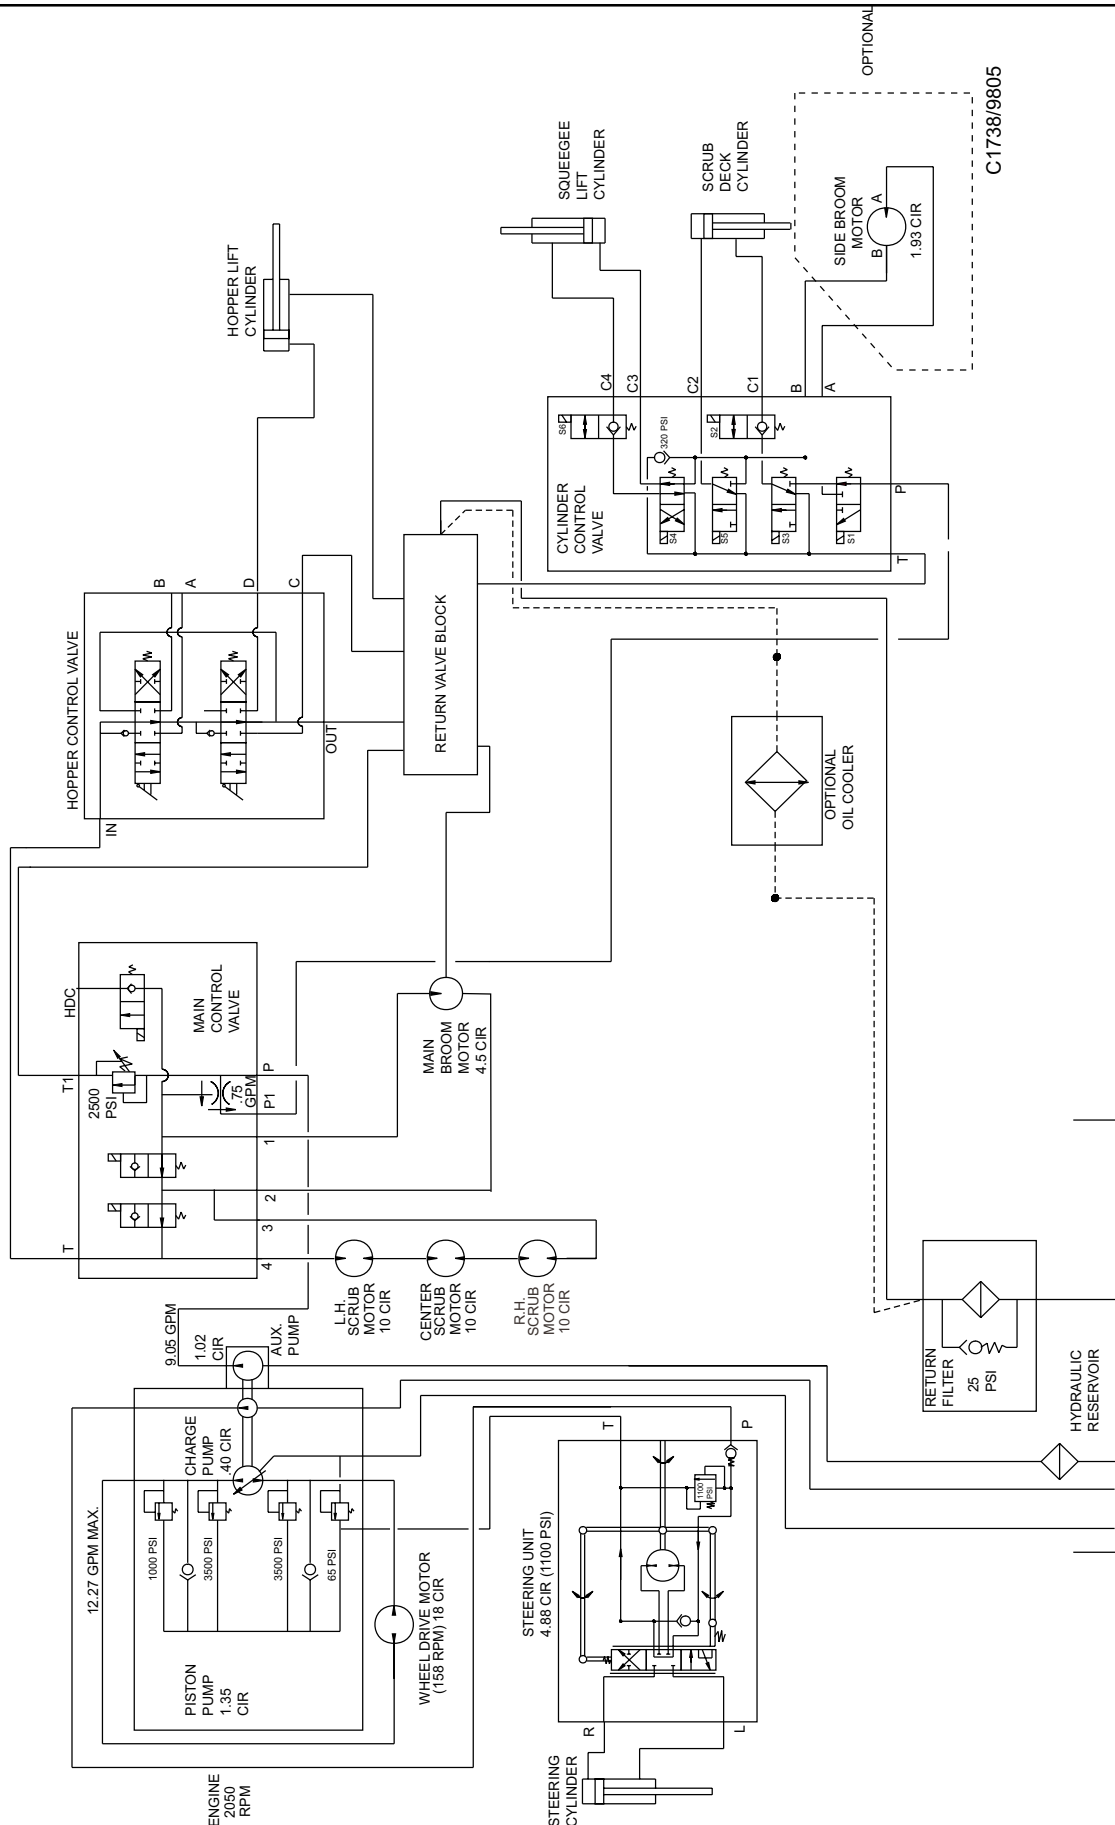 OPTIONAL
C1738/9805
SQUEEGEE
LIFT
CYLINDER
SCRUB
DECK
CYLINDER
SIDE BROOM
MOTOR
B
A
1.93 CIR
HOPPER LIFT
CYLINDER
C4
C3
C2
C1
B
A
S6
S2
320 PSI
CYLINDER
CONTROL
VALVE
S4
S5
S3
S1
T
P
HOPPER CONTROL VALVE
B
A
D
C
IN
OUT
RETURN VALVE BLOCK
OPTIONAL
OIL COOLER
HDC
MAIN
CONTROL
VALVE
T1
2500
PSI
.75
GPM
P
P1
1
2
3
4
T
MAIN
BROOM
MOTOR
4.5 CIR
L.H.
SCRUB
MOTOR
10 CIR
CENTER
SCRUB
MOTOR
10 CIR
R.H.
SCRUB
MOTOR
10 CIR
9.05 GPM
1.02
CIR
AUX.
PUMP
CHARGE
PUMP
.40 CIR
12.27 GPM MAX.
1000 PSI
3500 PSI
3500 PSI
65 PSI
PISTON
PUMP
1.35
CIR
WHEEL DRIVE MOTOR
(158 RPM) 18 CIR
ENGINE
2050
RPM
STEERING UNIT
4.88 CIR (1100 PSI)
T
P
1100
PSI
R
L
STEERING
CYLINDER
RETURN
FILTER
25
PSI
HYDRAULIC
RESERVOIR